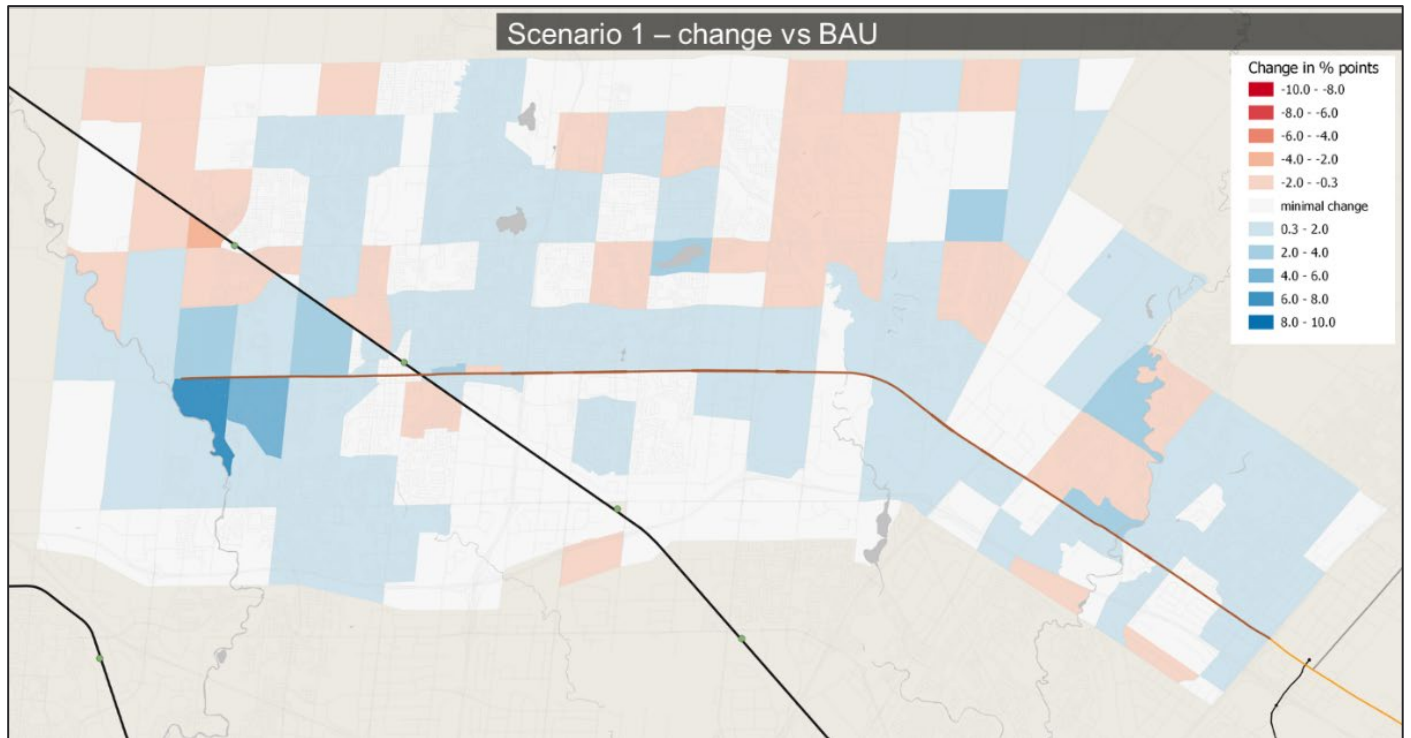 Scenario 1 – change vs BAU
Change in % points
-10.0 - -8.0
-8.0 - -6.0
-6.0 - -4.0
-4.0 - -2.0
-2.0 - -0.3
minimal change
0.3 - 2.0
2.0 - 4.0
4.0 - 6.0
6.0 - 8.0
8.0 - 10.0